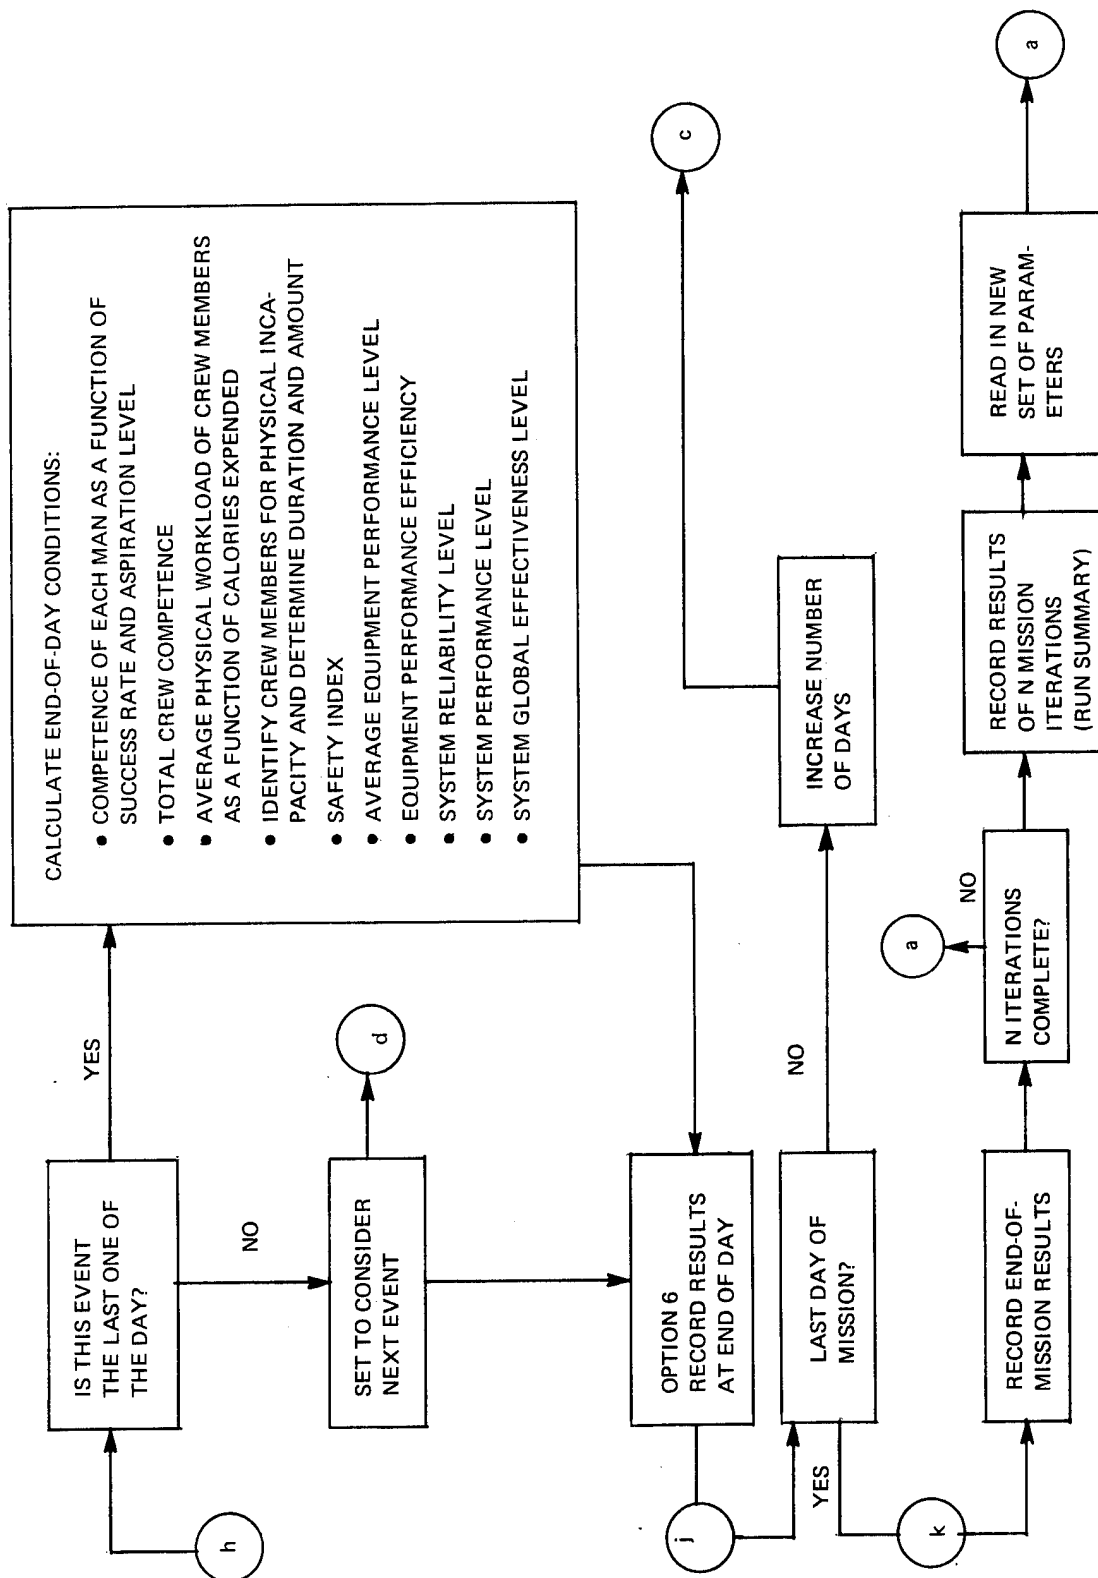 h
IS THIS EVENT
THE LAST ONE OF
THE DAY?
YES
NO
CALCULATE END-OF-DAY CONDITIONS:
• COMPETENCE OF EACH MAN AS A FUNCTION OF
SUCCESS RATE AND ASPIRATION LEVEL
• TOTAL CREW COMPETENCE
• AVERAGE PHYSICAL WORKLOAD OF CREW MEMBERS
AS A FUNCTION OF CALORIES EXPENDED
• IDENTIFY CREW MEMBERS FOR PHYSICAL INCA-
PACITY AND DETERMINE DURATION AND AMOUNT
• SAFETY INDEX
• AVERAGE EQUIPMENT PERFORMANCE LEVEL
• EQUIPMENT PERFORMANCE EFFICIENCY
• SYSTEM RELIABILITY LEVEL
• SYSTEM PERFORMANCE LEVEL
• SYSTEM GLOBAL EFFECTIVENESS LEVEL
SET TO CONSIDER
NEXT EVENT
d
OPTION 6
RECORD RESULTS
AT END OF DAY
j
LAST DAY OF
MISSION?
NO
INCREASE NUMBER
OF DAYS
c
YES
k
RECORD END-OF-
MISSION RESULTS
N ITERATIONS
COMPLETE?
NO
a
RECORD RESULTS
OF N MISSION
ITERATIONS
(RUN SUMMARY)
READ IN NEW
SET OF PARAM-
ETERS
a